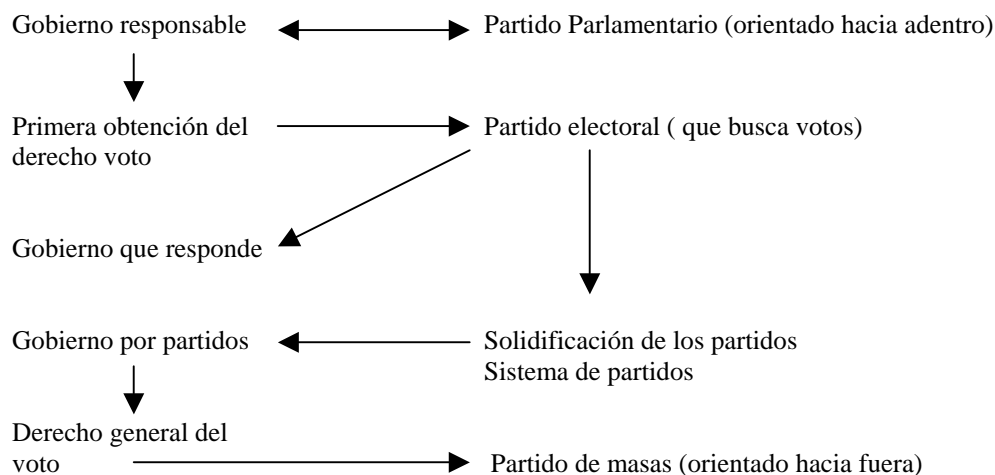 Gobierno responsable
Partido Parlamentario (orientado hacia adentro)
Primera obtención del
derecho voto
Partido electoral ( que busca votos)
Gobierno que responde
Gobierno por partidos
Solidificación de los partidos
Sistema de partidos
Derecho general del
voto
Partido de masas (orientado hacia fuera)